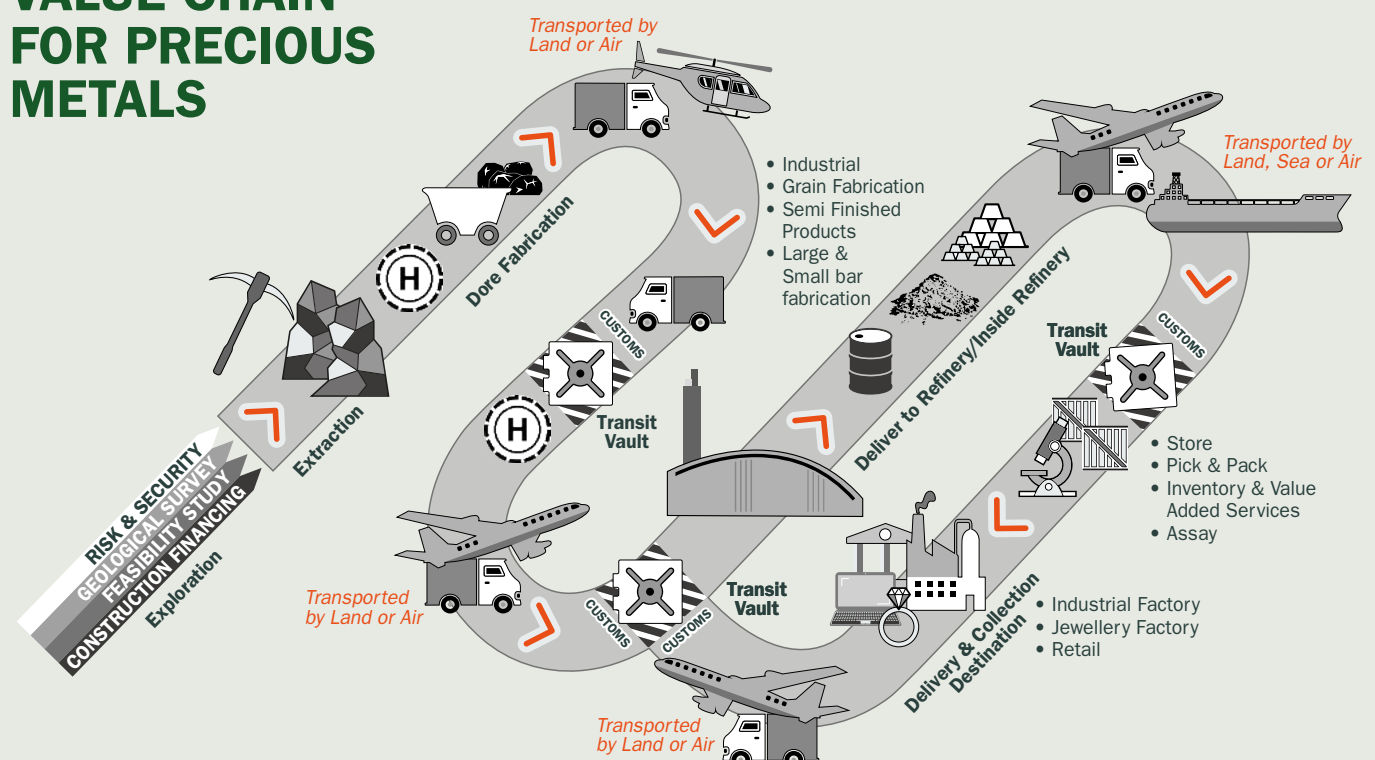 VALUE CHAIN
FOR PRECIOUS
METALS
Transported by
Land or Air
Transported by
Land, Sea or Air
• Industrial
• Grain Fabrication
• Semi Finished
Products
• Large &
Small bar
fabrication
Dore Fabrication
H
Extraction
CUSTOMS
Transit
Vault
H
Deliver to Refinery/Inside Refinery
CUSTOMS
Transit
Vault
• Store
• Pick & Pack
• Inventory & Value
Added Services
• Assay
RISK & SECURITY
GEOLOGICAL SURVEY
FEASIBILITY STUDY
CONSTRUCTION FINANCING
Exploration
Transported
by Land or Air
CUSTOMS
CUSTOMS
Transit
Vault
Delivery & Collection
Destination
• Industrial Factory
• Jewellery Factory
• Retail
Transported
by Land or Air